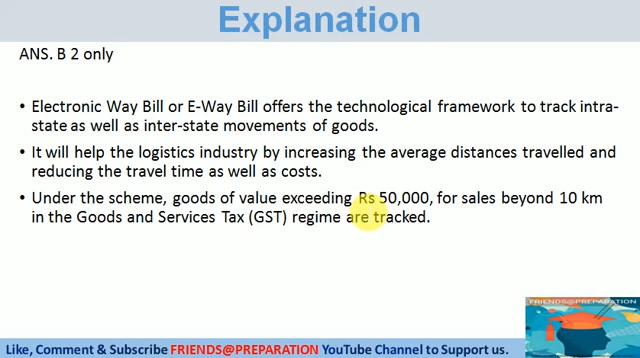 Explanation
ANS. B 2 only
• Electronic Way Bill or E-Way Bill offers the technological framework to track intra-
state as well as inter-state movements of goods.
• It will help the logistics industry by increasing the average distances travelled and
reducing the travel time as well as costs.
• Under the scheme, goods of value exceeding Rs 50,000, for sales beyond 10 km
in the Goods and Services Tax (GST) regime are tracked.
FRIENDS@PREPARATION
Like, Comment & Subscribe FRIENDS@PREPARATION YouTube Channel to Support us.